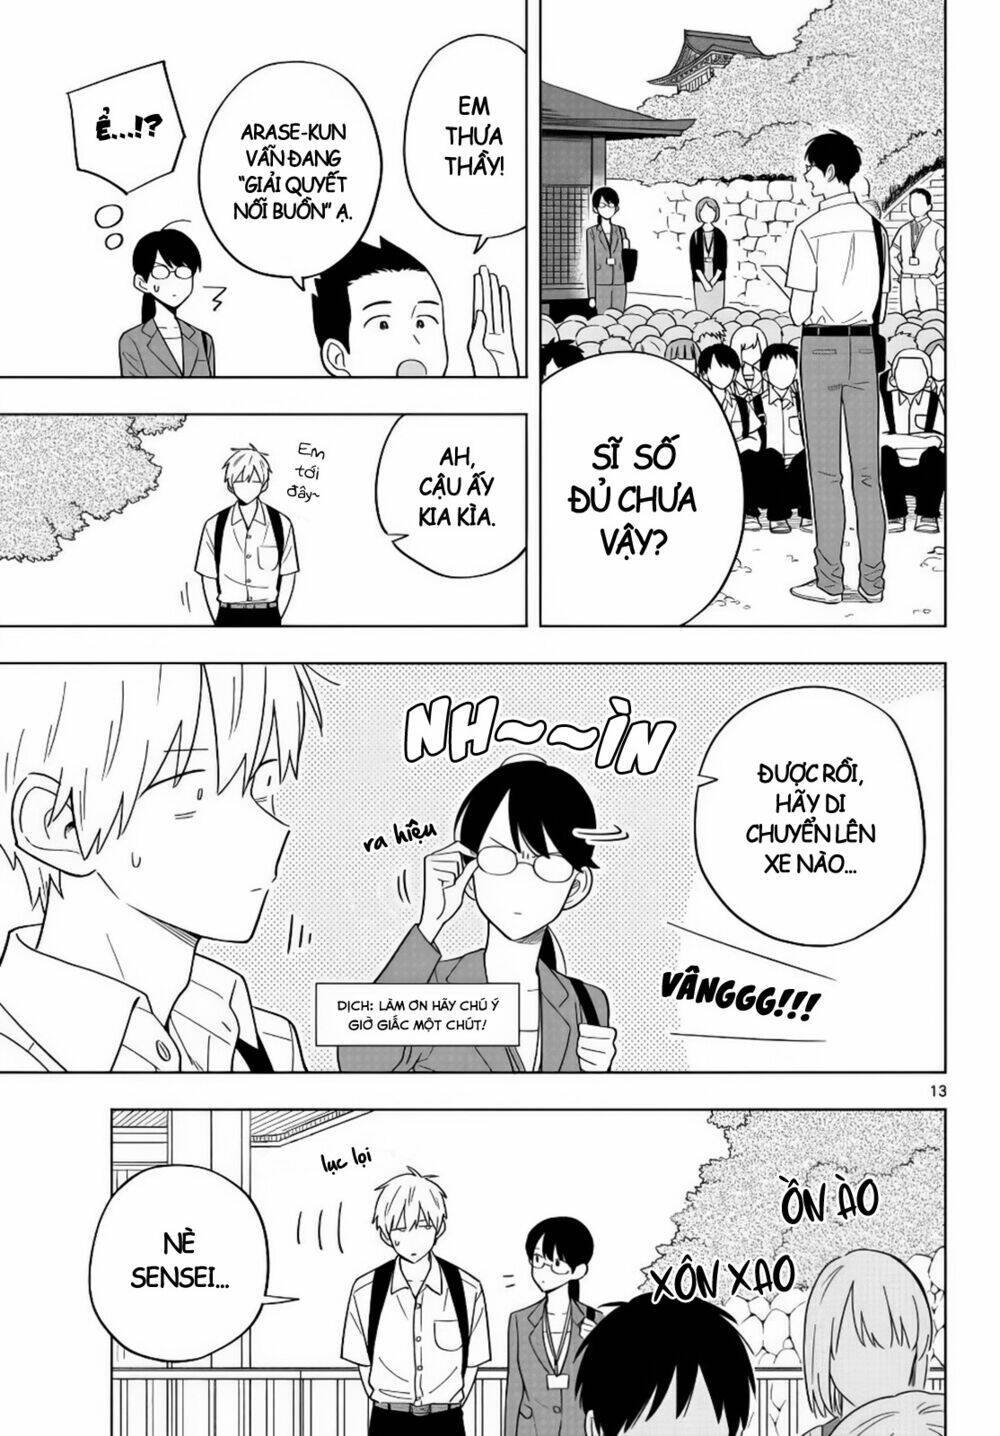 SĨ SỐ
ĐỦ CHƯA
VẬY?
EM
THƯA
THẦY!
ARASE-KUN
VẪN ĐANG
"GIẢI QUYẾT
NỖI BUỒN" Ạ.
Ể...!?
AH,
CẬU ẤY
KIA KÌA.
Em
tới
đây~
ĐƯỢC RỒI,
HÃY DI
CHUYỂN LÊN
XE NÀO...
VÂNGGG!!!
NH~~ÌN
ra hiệu
DỊCH: LÀM ƠN HÃY CHÚ Ý
GIỜ GIẤC MỘT CHÚT!
13
ỒN ÀO
XÔN XAO
lục lọi
NÈ
SENSEI...